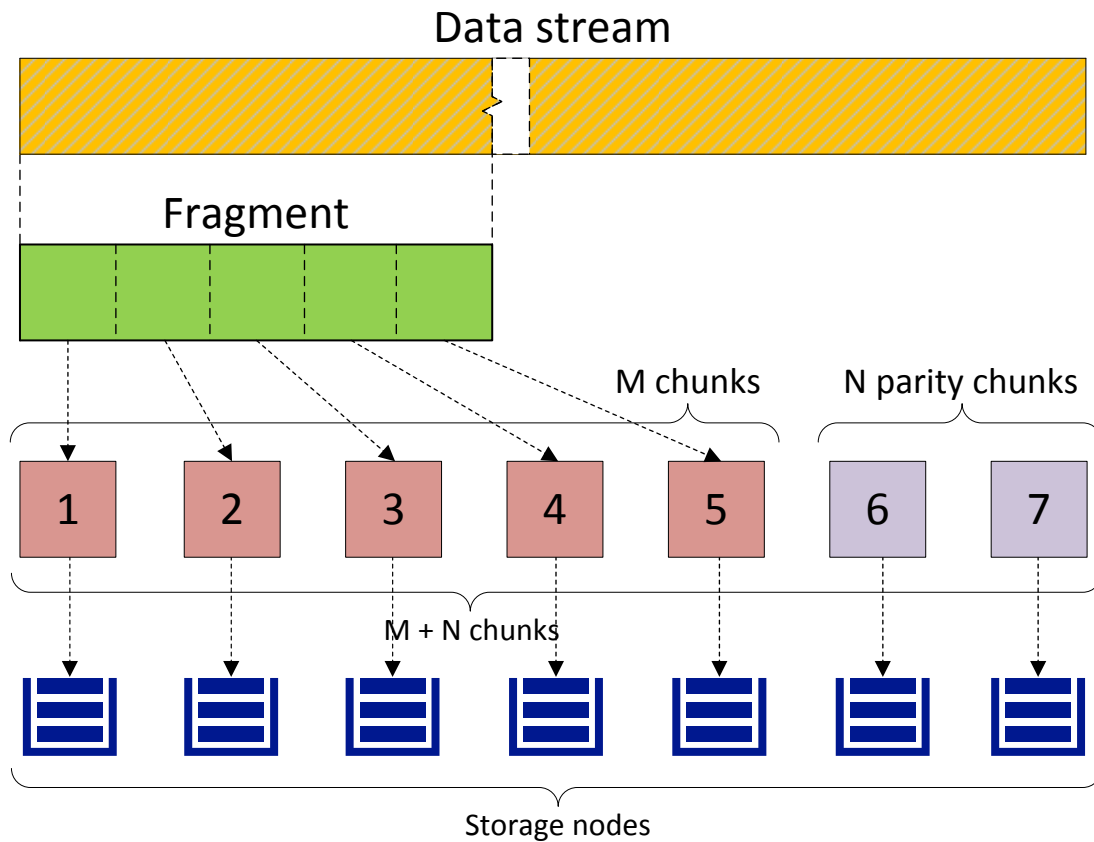 Data stream
Fragment
M chunks
N parity chunks
1
2
3
4
5
6
7
M + N chunks
Storage nodes